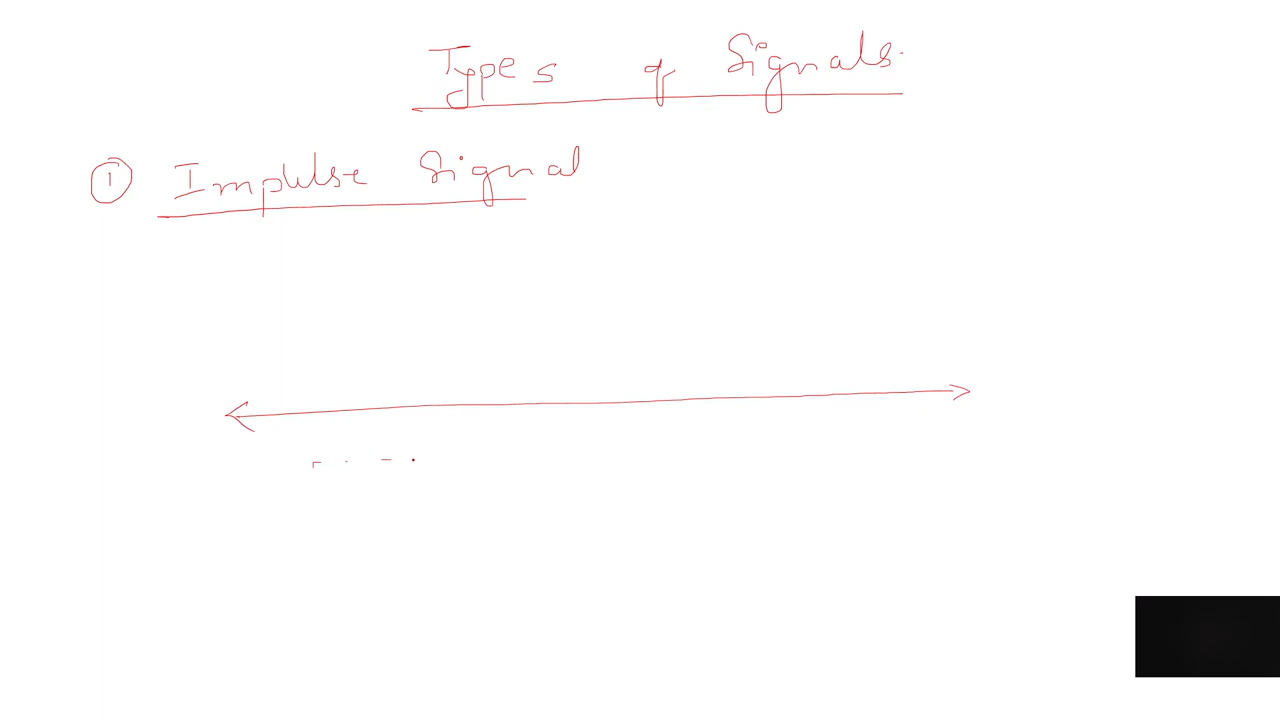 Types of Signals.
① Impulse Signal